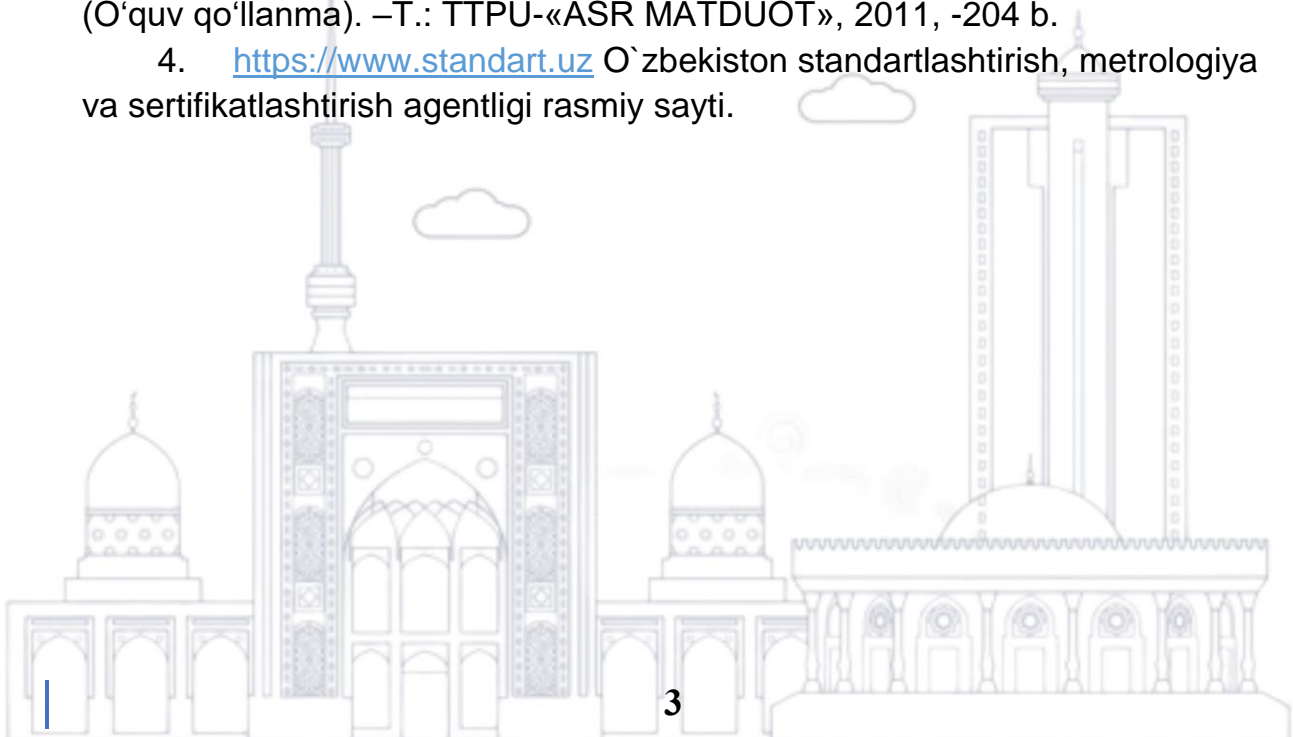 (O‘quv qo‘llanma). –T.: TTPU-«ASR MATDUOT», 2011, -204 b.
4. https://www.standart.uz O`zbekiston standartlashtirish, metrologiya
va sertifikatlashtirish agentligi rasmiy sayti.
3